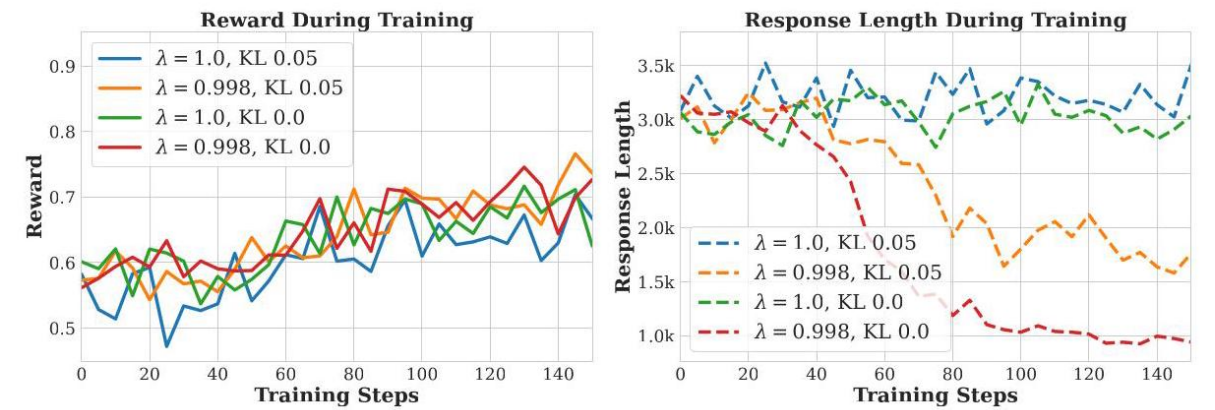 Reward During Training
0.9
0.8
0.7
0.6
0.5
Reward
λ = 1.0, KL 0.05
λ = 0.998, KL 0.05
λ = 1.0, KL 0.0
λ = 0.998, KL 0.0
0 20 40 60 80 100 120 140
Training Steps
Response Length During Training
3.5k
3.0k
2.5k
2.0k
1.5k
1.0k
Response Length
λ = 1.0, KL 0.05
λ = 0.998, KL 0.05
λ = 1.0, KL 0.0
λ = 0.998, KL 0.0
0 20 40 60 80 100 120 140
Training Steps